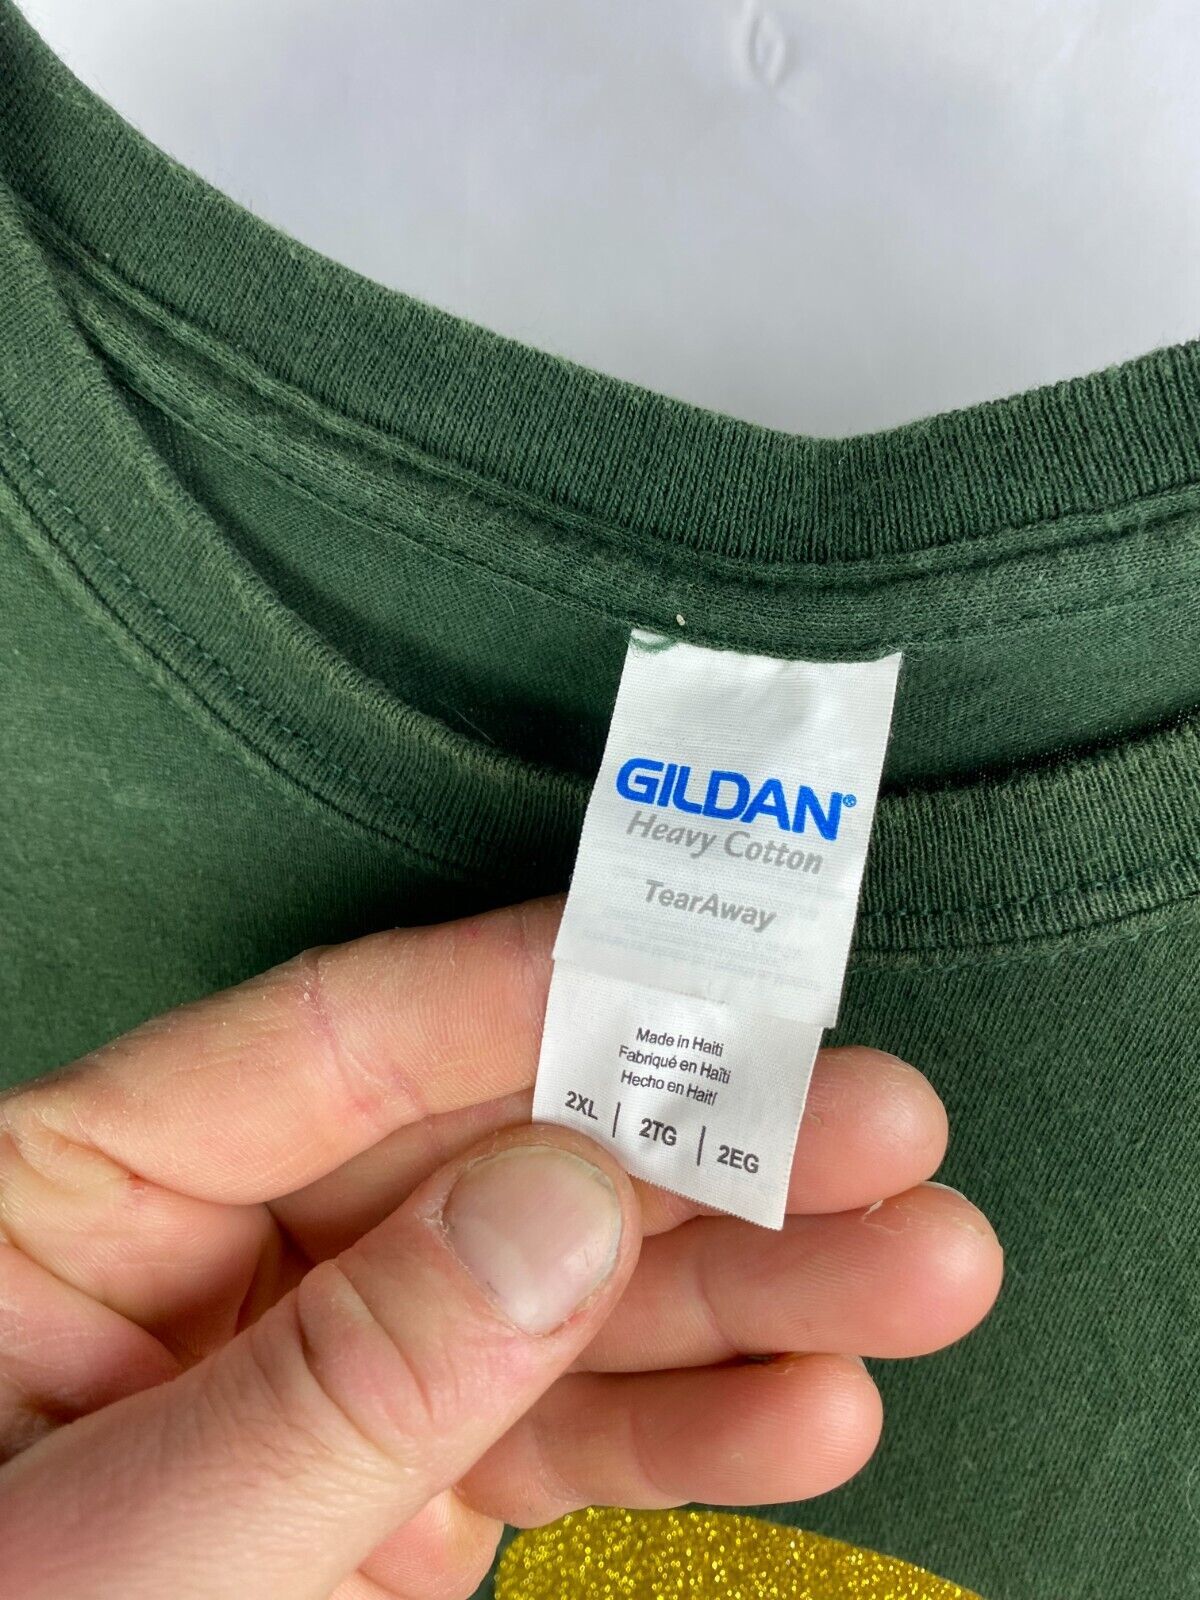 GILDAN®
Heavy Cotton
TearAway
Made in Haiti
Fabriqué en Haïti
Hecho en Haití
2XL | 2TG | 2EG